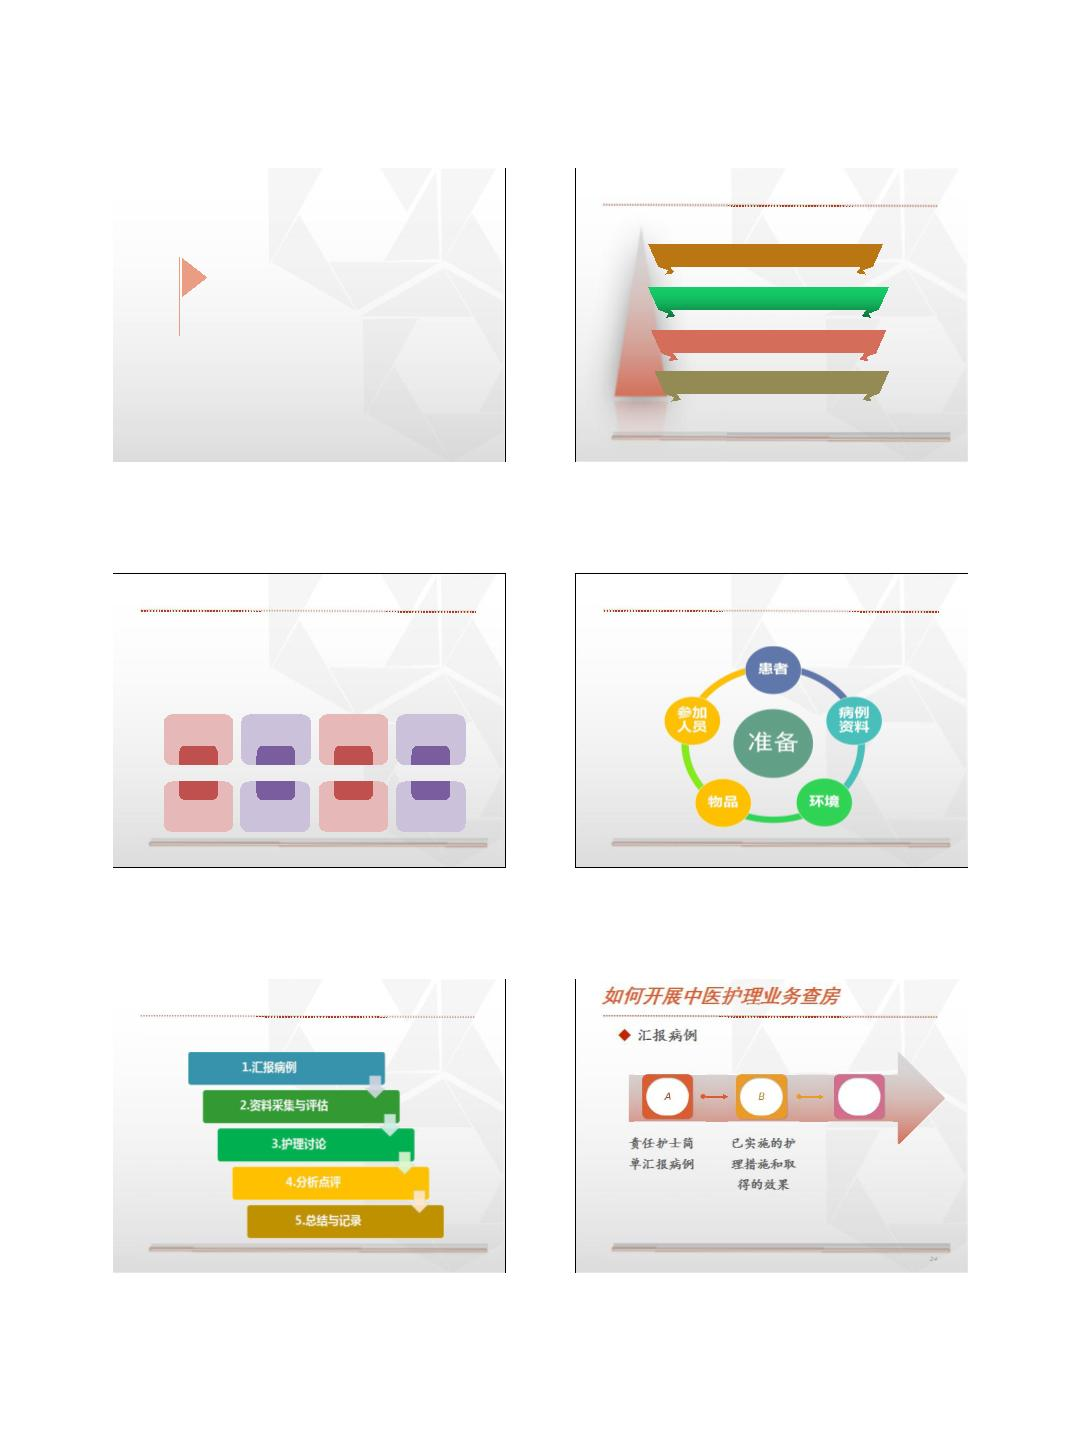 患者
参加
人员
病例
资料
准备
物品
环境
1.汇报病例
2.资料采集与评估
3.护理讨论
4.分析点评
5.总结与记录
如何开展中医护理业务查房
◆ 汇报病例
A
B
责任护士简
单汇报病例
已实施的护
理措施和取
得的效果